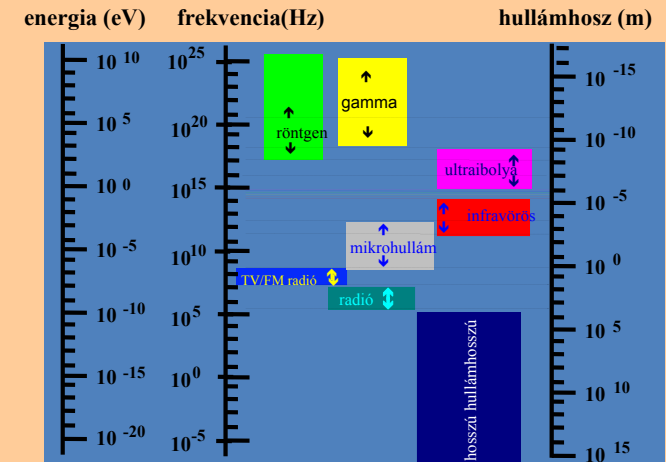 energia (eV) frekvencia(Hz) hullámhosz (m)
10 10
10 5
10 0
10 -5
10 -10
10 -15
10 -20
10 25
10 20
10 15
10 10
10 5
10 0
10 -5
röntgen
gamma
ultraibolya
infravörös
mikrohullám
TV/FM radió
radió
hosszú hullámhosszú
10 -15
10 -10
10 -5
10 0
10 5
10 10
10 15